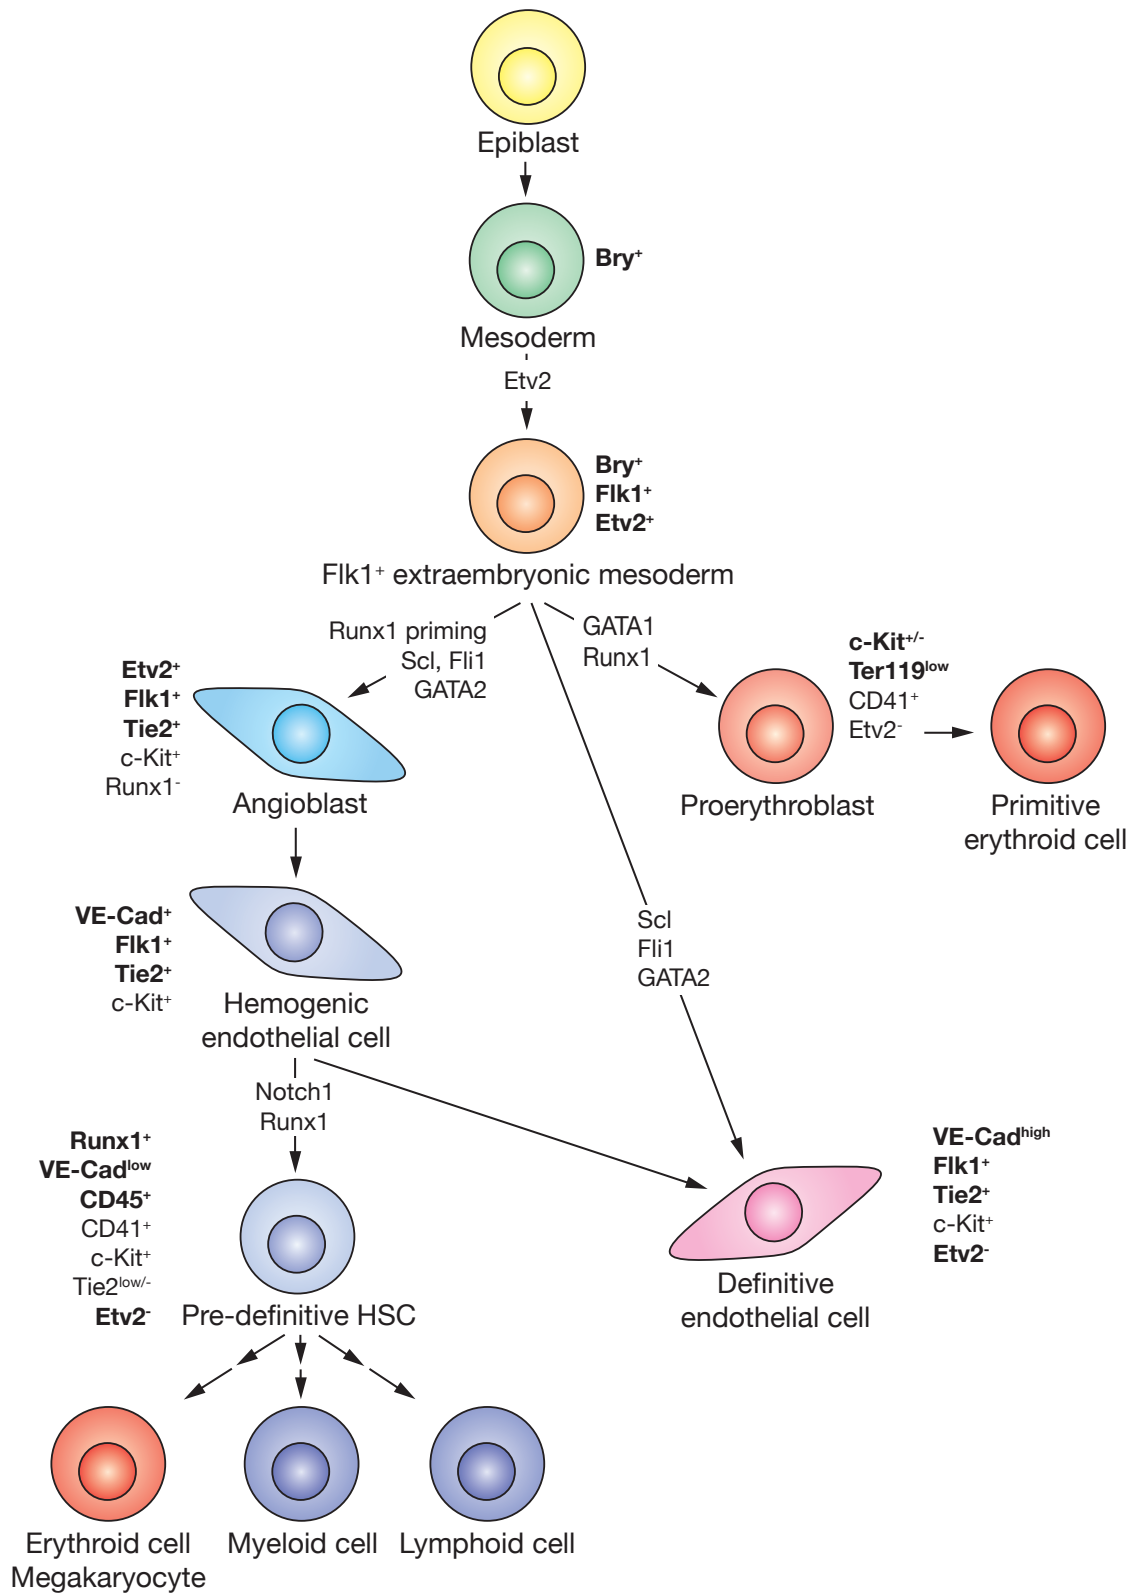 Epiblast
Bry⁺
Mesoderm
Etv2
Bry⁺
Flk1⁺
Etv2⁺
Flk1⁺ extraembryonic mesoderm
Runx1 priming
Scl, Fli1
GATA2
GATA1
Runx1
Etv2⁺
Flk1⁺
Tie2⁺
c-Kit⁺
Runx1⁻
Angioblast
c-Kit⁺/⁻
Ter119ˡᵒʷ
CD41⁺
Etv2⁻
Proerythroblast
Primitive
erythroid cell
VE-Cad⁺
Flk1⁺
Tie2⁺
c-Kit⁺
Hemogenic
endothelial cell
Scl
Fli1
GATA2
Notch1
Runx1
Runx1⁺
VE-Cadˡᵒʷ
CD45⁺
CD41⁺
c-Kit⁺
Tie2ˡᵒʷ/⁻
Etv2⁻
Pre-definitive HSC
VE-Cadʰⁱᵍʰ
Flk1⁺
Tie2⁺
c-Kit⁺
Etv2⁻
Definitive
endothelial cell
Erythroid cell
Megakaryocyte
Myeloid cell
Lymphoid cell